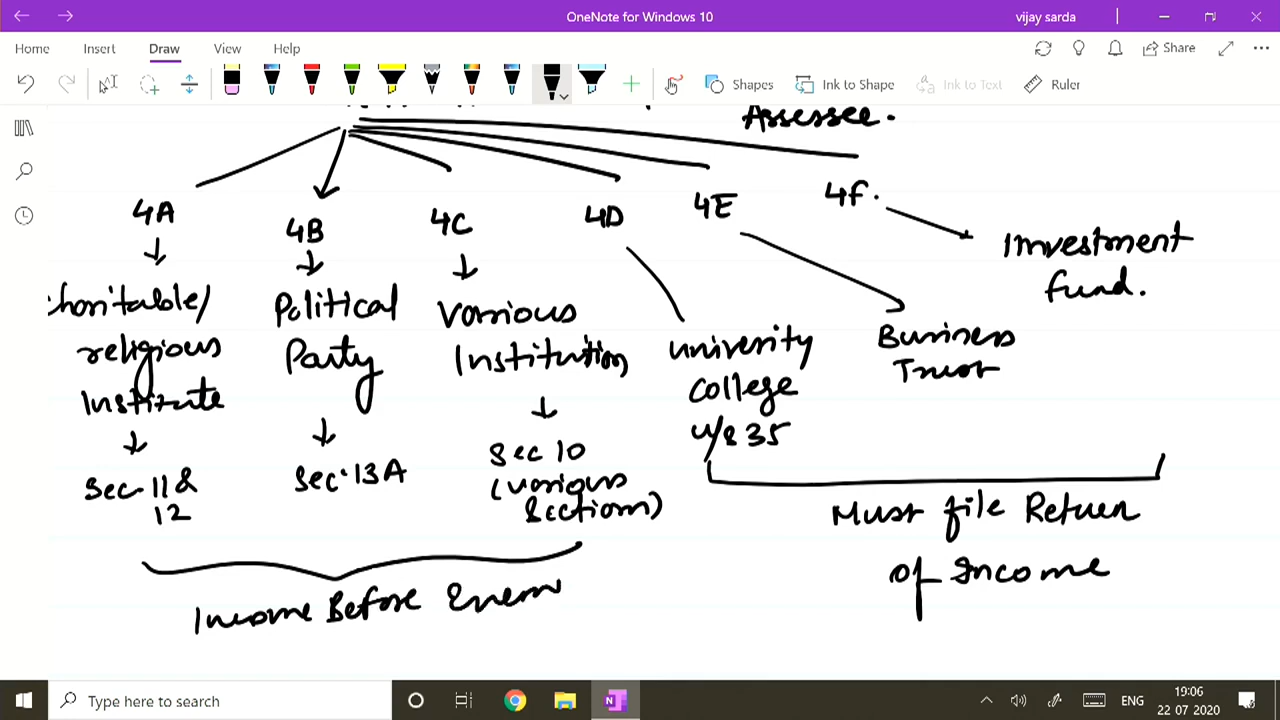 OneNote for Windows 10
vijay sarda
Home Insert Draw View Help
Share
Shapes
Ink to Shape
Ink to Text
Ruler
Assessee.
4A
4B
4C
4D
4E
4F.
charitable/
religious
Institute
Sec. 11 &
12
Political
Party
Sec. 13A
Various
Institution
Sec 10
(Various
Sections)
University
College
u/s 35
Business
Trust
Investment
fund.
Must file Return
of Income
Income Before Exem
Type here to search
ENG
19:06
22-07-2020
3